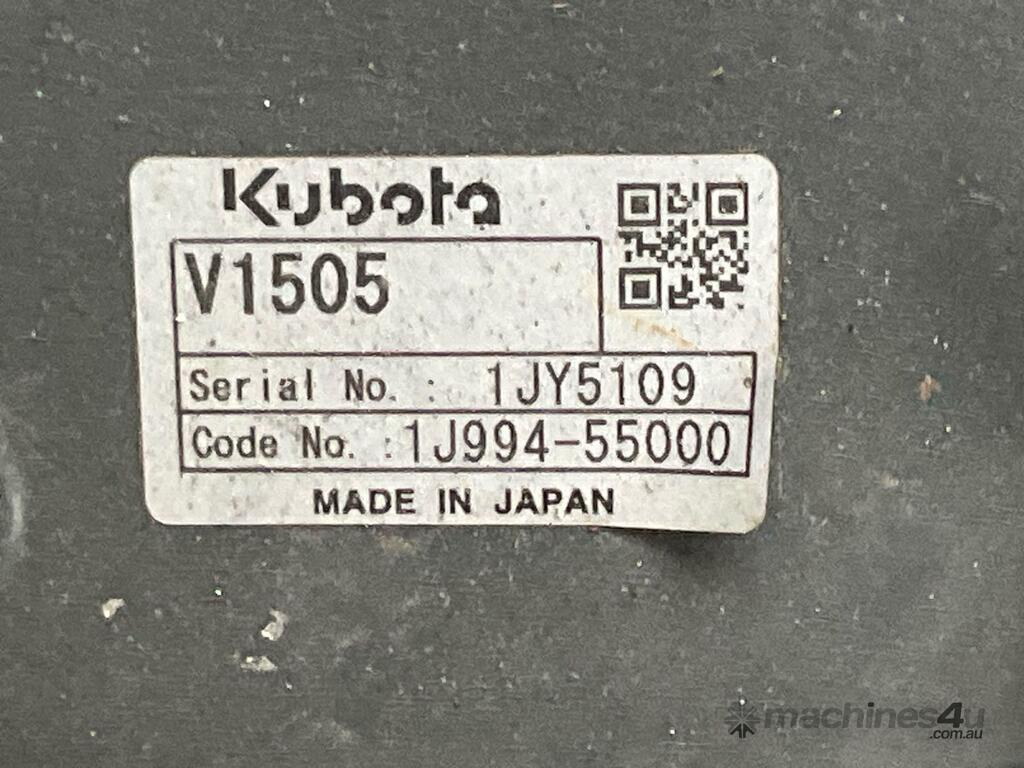 Kubota
V1505
Serial No. : 1JY5109
Code No. :1J994-55000
MADE IN JAPAN
machines4u
.com.au